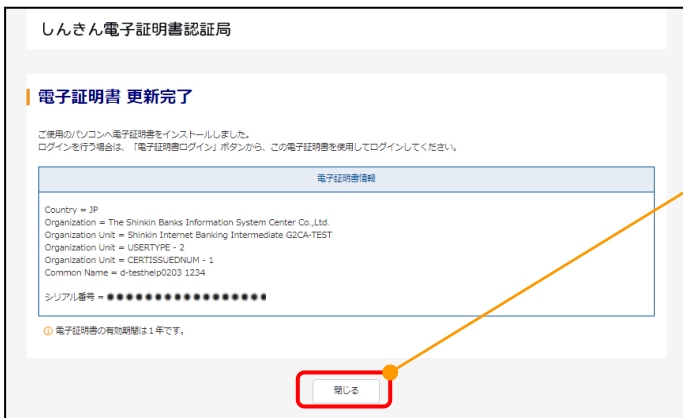 しんきん電子証明書認証局
電子証明書 更新完了
ご使用のパソコンへ電子証明書をインストールしました。
ログインを行う場合は、「電子証明書ログイン」ボタンから、この電子証明書を使用してログインしてください。
電子証明書情報
Country = JP
Organization = The Shinkin Banks Information System Center Co.,Ltd.
Organization Unit = Shinkin Internet Banking Intermediate G2CA-TEST
Organization Unit = USERTYPE - 2
Organization Unit = CERTISSUEDNUM - 1
Common Name = d-testhelp0203 1234
シリアル番号 = ●●●●●●●●●●●●●●●●●
電子証明書の有効期間は1年です。
閉じる